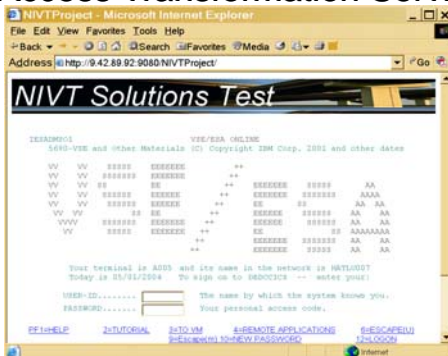 NIVTProject - Microsoft Internet Explorer
File Edit View Favorites Tools Help
Back Search Favorites Media
Address http://9.42.89.92:9080/NIVTProject/ Go
NIVT Solutions Test
IESADMSO1 VSE/ESA ONLINE
5690-VSE and Other Materials (C) Copyright IBM Corp. 2001 and other dates
Your terminal is A005 and its name in the network is
Today is 05/01/2004 To sign on to DBDCCICS -- enter your:
USER-ID....... The name by which the system knows you.
PASSWORD...... Your personal access code.
PF1=HELP 2=TUTORIAL 3=TO VM 4=REMOTE APPLICATIONS 6=ESCAPE(U)
9=Escape(m) 10=NEW PASSWORD 12=LOGON
Internet